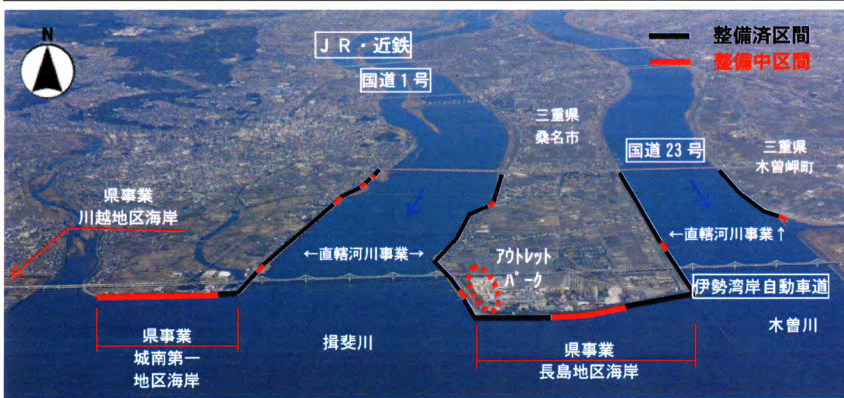 N
JR・近鉄
国道1号
整備済区間
整備中区間
三重県
桑名市
国道23号
三重県
木曽岬町
県事業
川越地区海岸
←直轄河川事業→
アウトレット
パーク
←直轄河川事業↑
伊勢湾岸自動車道
県事業
城南第一
地区海岸
揖斐川
県事業
長島地区海岸
木曽川